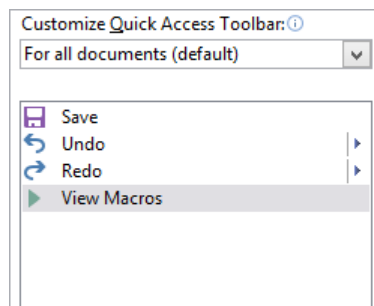 Customize Quick Access Toolbar:
For all documents (default)
Save
Undo
Redo
View Macros